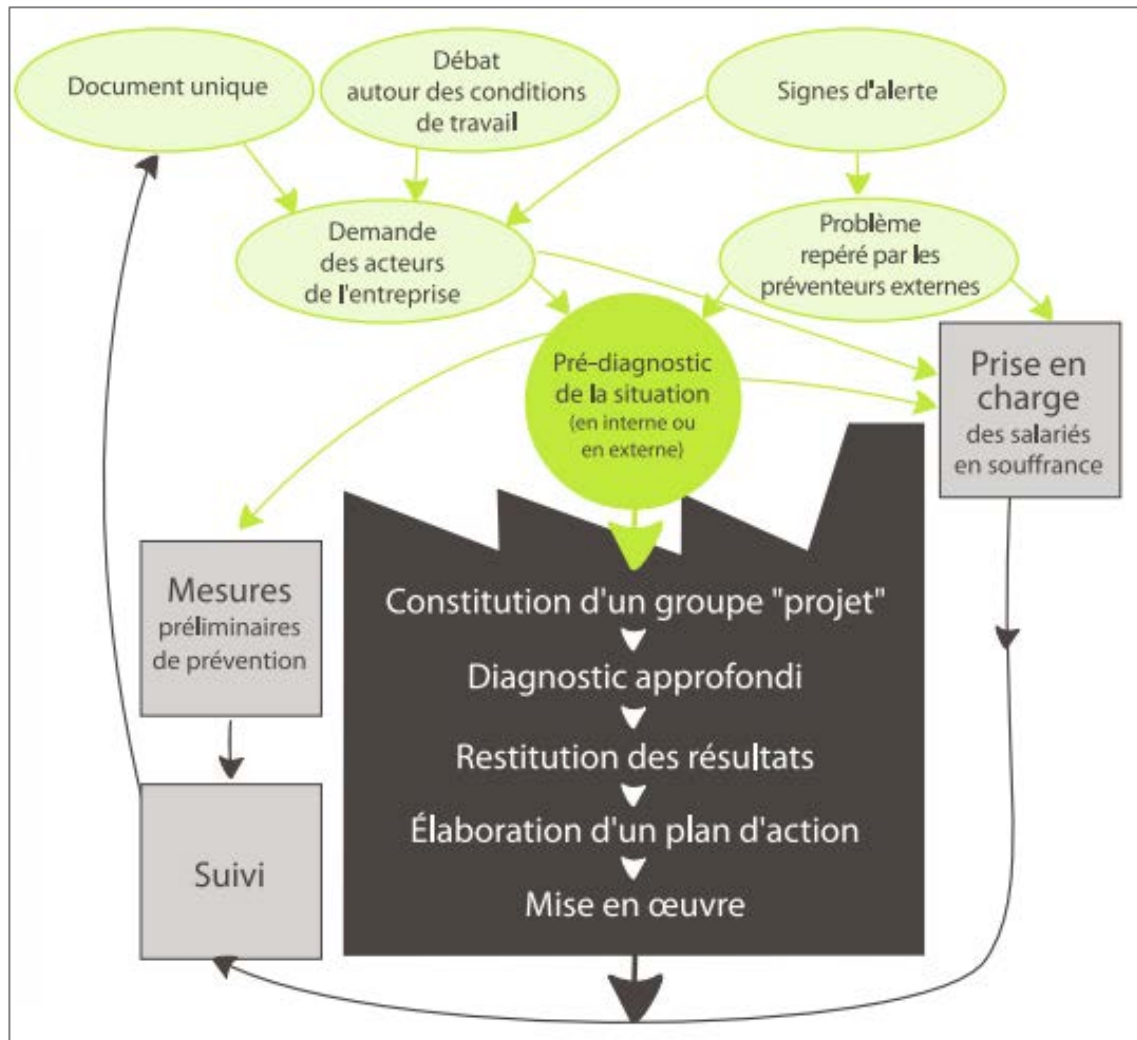 Document unique
Débat
autour des conditions
de travail
Signes d'alerte
Demande
des acteurs
de l'entreprise
Problème
repéré par les
préventeurs externes
Pré-diagnostic
de la situation
(en interne ou
en externe)
Prise en
charge
des salariés
en souffrance
Mesures
préliminaires
de prévention
Constitution d'un groupe "projet"
Diagnostic approfondi
Restitution des résultats
Élaboration d'un plan d'action
Mise en œuvre
Suivi